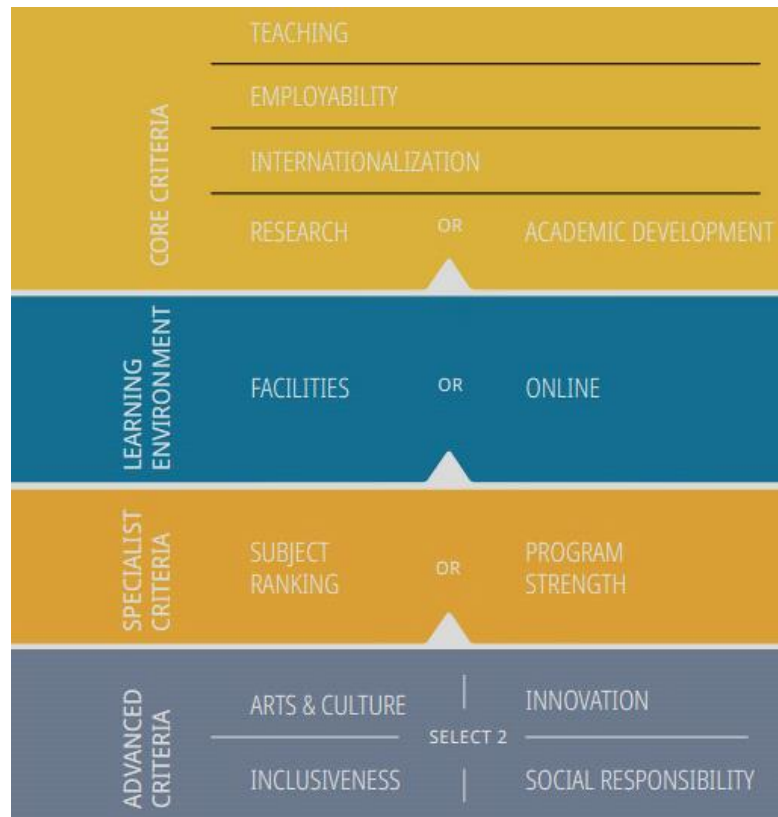 CORE CRITERIA
TEACHING
EMPLOYABILITY
INTERNATIONALIZATION
RESEARCH OR ACADEMIC DEVELOPMENT
LEARNING
ENVIRONMENT
FACILITIES OR ONLINE
SPECIALIST
CRITERIA
SUBJECT
RANKING
OR
PROGRAM
STRENGTH
ADVANCED
CRITERIA
ARTS & CULTURE
INNOVATION
SELECT 2
INCLUSIVENESS
SOCIAL RESPONSIBILITY